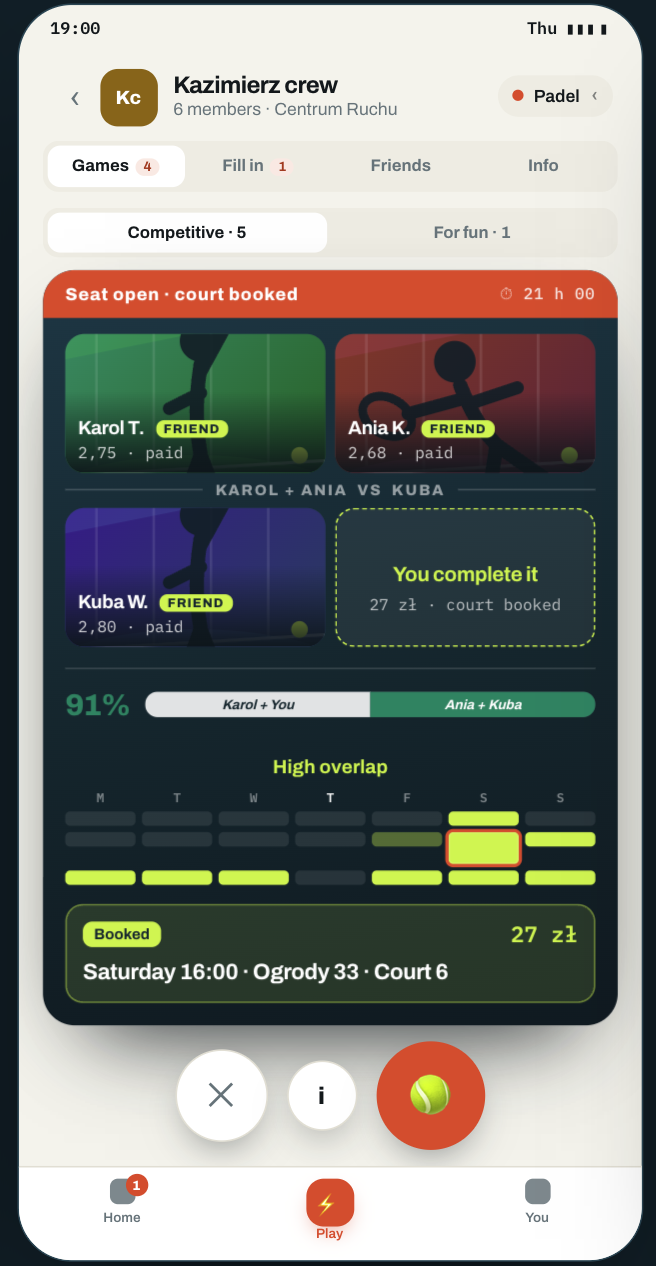 19:00 Thu
‹ Kc Kazimierz crew
6 members · Centrum Ruchu
Padel ‹
Games 4 Fill in 1 Friends Info
Competitive · 5 For fun · 1
Seat open · court booked ⏱ 21 h 00
Karol T. FRIEND
2,75 · paid
Ania K. FRIEND
2,68 · paid
KAROL + ANIA VS KUBA
Kuba W. FRIEND
2,80 · paid
You complete it
27 zł · court booked
91% Karol + You Ania + Kuba
High overlap
M T W T F S S
Booked 27 zł
Saturday 16:00 · Ogrody 33 · Court 6
i
1
Home Play You